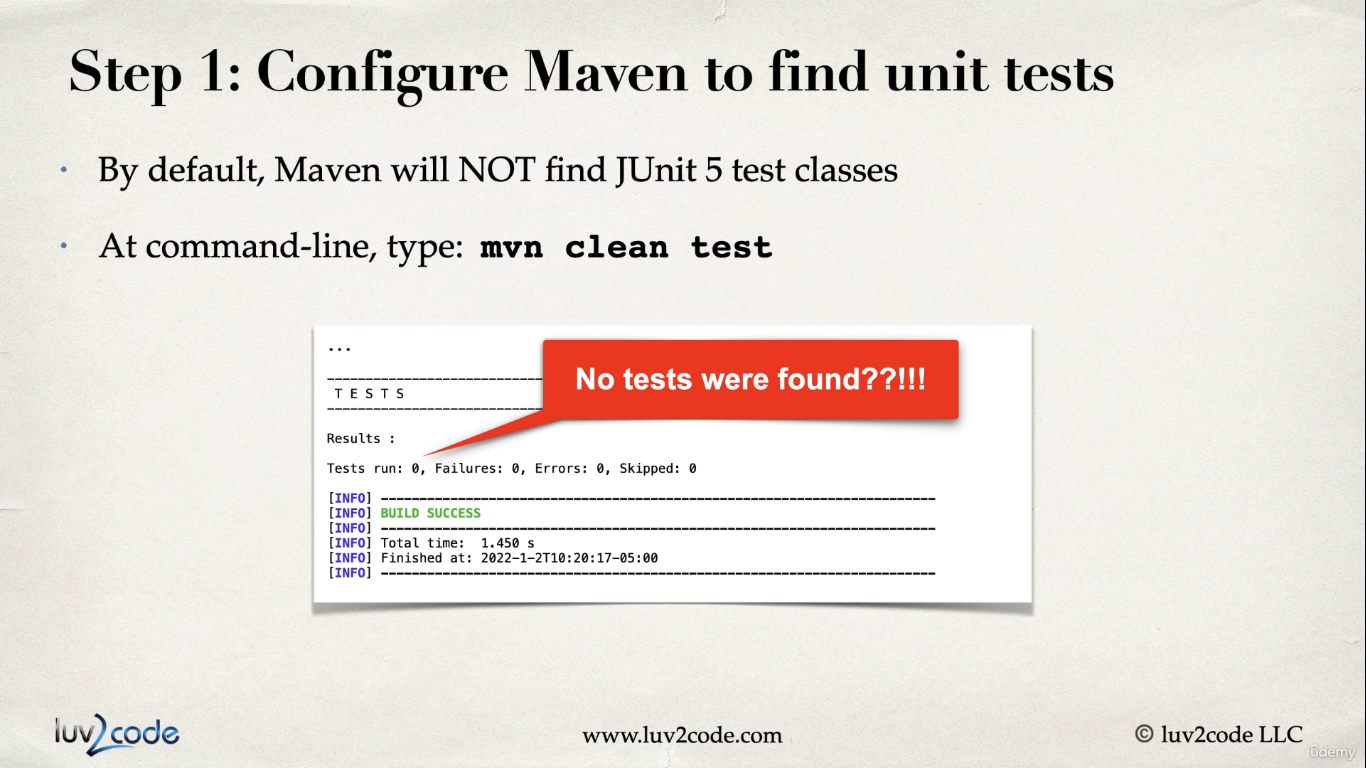 Step 1: Configure Maven to find unit tests
• By default, Maven will NOT find JUnit 5 test classes
• At command-line, type: mvn clean test
...
-------------------------------------------------------
T E S T S
-------------------------------------------------------
No tests were found??!!!
Results :
Tests run: 0, Failures: 0, Errors: 0, Skipped: 0
[INFO] ------------------------------------------------------------------------
[INFO] BUILD SUCCESS
[INFO] ------------------------------------------------------------------------
[INFO] Total time: 1.450 s
[INFO] Finished at: 2022-1-2T10:20:17-05:00
[INFO] ------------------------------------------------------------------------
luv2code
www.luv2code.com
© luv2code LLC
ûdemy